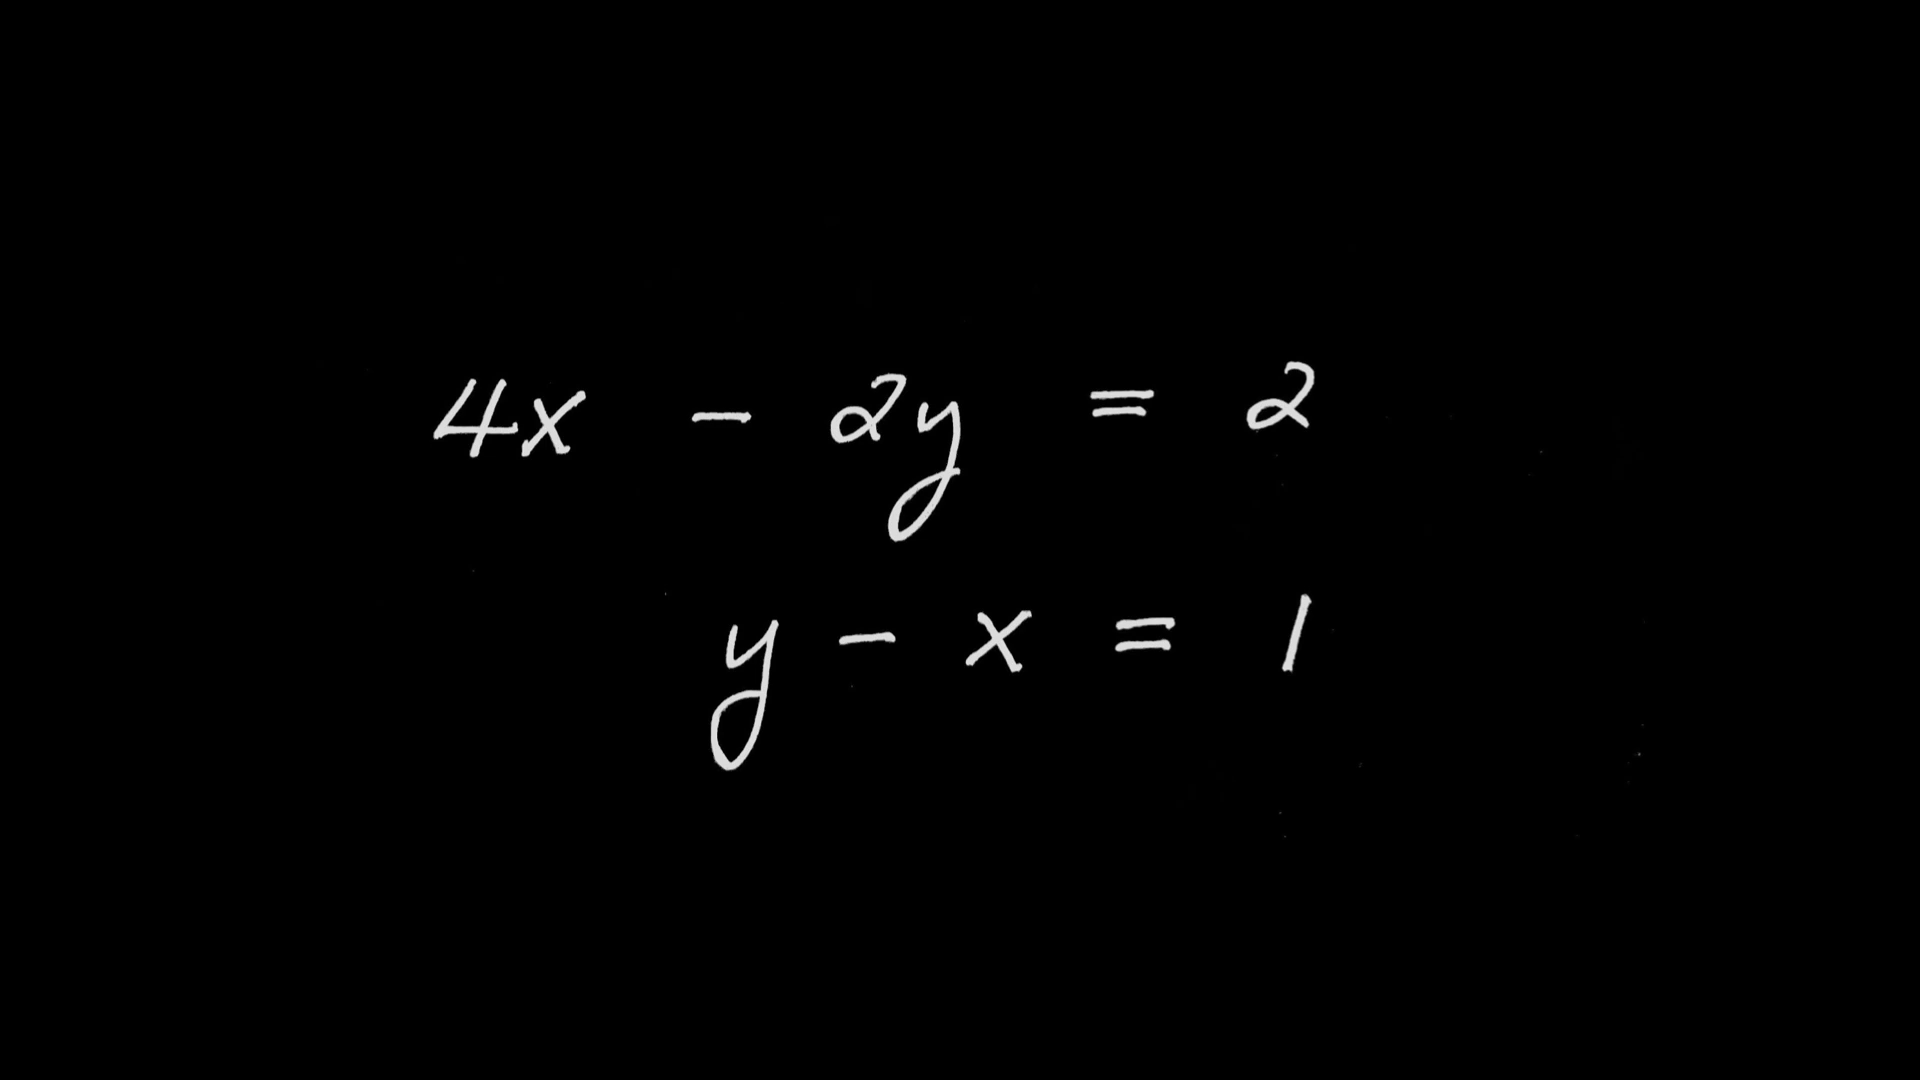 4x - 2y = 2
y - x = 1